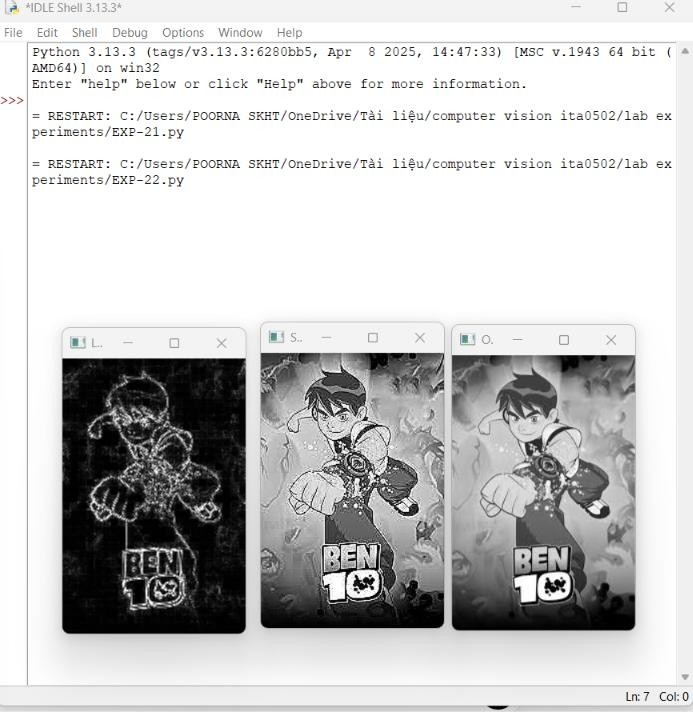 *IDLE Shell 3.13.3*
File Edit Shell Debug Options Window Help
Python 3.13.3 (tags/v3.13.3:6280bb5, Apr  8 2025, 14:47:33) [MSC v.1943 64 bit (
AMD64)] on win32
Enter "help" below or click "Help" above for more information.
>>>
= RESTART: C:/Users/POORNA SKHT/OneDrive/Tài liệu/computer vision ita0502/lab ex
periments/EXP-21.py
= RESTART: C:/Users/POORNA SKHT/OneDrive/Tài liệu/computer vision ita0502/lab ex
periments/EXP-22.py
L..
S..
O.
BEN
10
BEN
10
BEN
10
Ln: 7 Col: 0